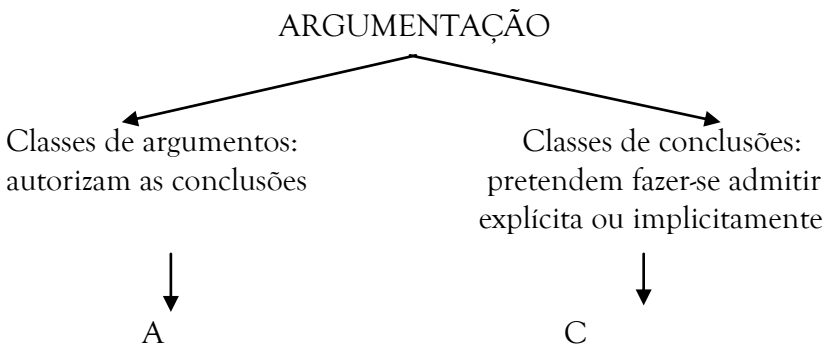 ARGUMENTAÇÃO
Classes de argumentos:
autorizam as conclusões
Classes de conclusões:
pretendem fazer-se admitir
explícita ou implicitamente
A
C